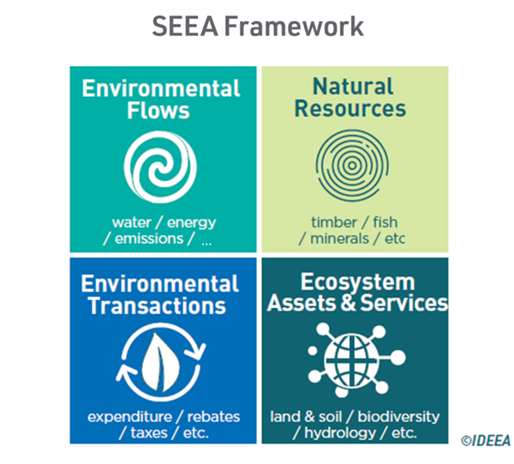 SEEA Framework
Environmental
Flows
water / energy
/ emissions / ...
Natural
Resources
timber / fish
/ minerals / etc
Environmental
Transactions
expenditure / rebates
/ taxes / etc.
Ecosystem
Assets & Services
land & soil / biodiversity
/ hydrology / etc.
©IDEEA